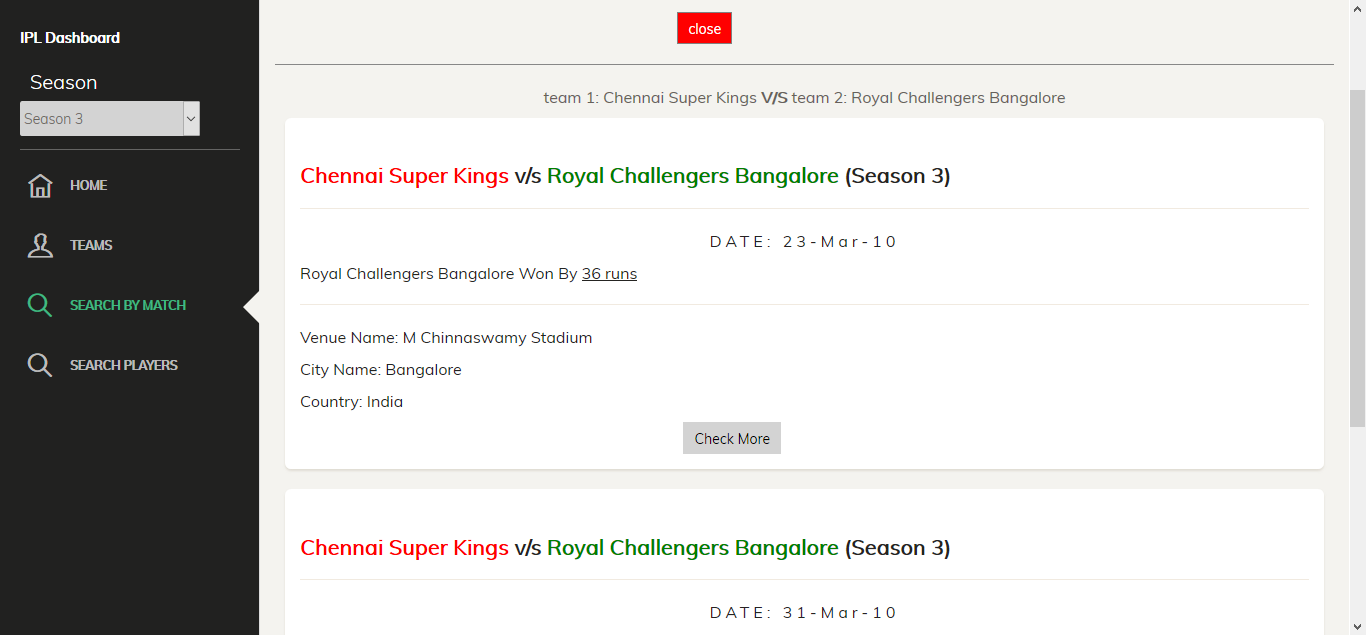 IPL Dashboard
Season
Season 3
HOME
TEAMS
SEARCH BY MATCH
SEARCH PLAYERS
close
team 1: Chennai Super Kings V/S team 2: Royal Challengers Bangalore
Chennai Super Kings v/s Royal Challengers Bangalore (Season 3)
DATE: 23-Mar-10
Royal Challengers Bangalore Won By 36 runs
Venue Name: M Chinnaswamy Stadium
City Name: Bangalore
Country: India
Check More
Chennai Super Kings v/s Royal Challengers Bangalore (Season 3)
DATE: 31-Mar-10